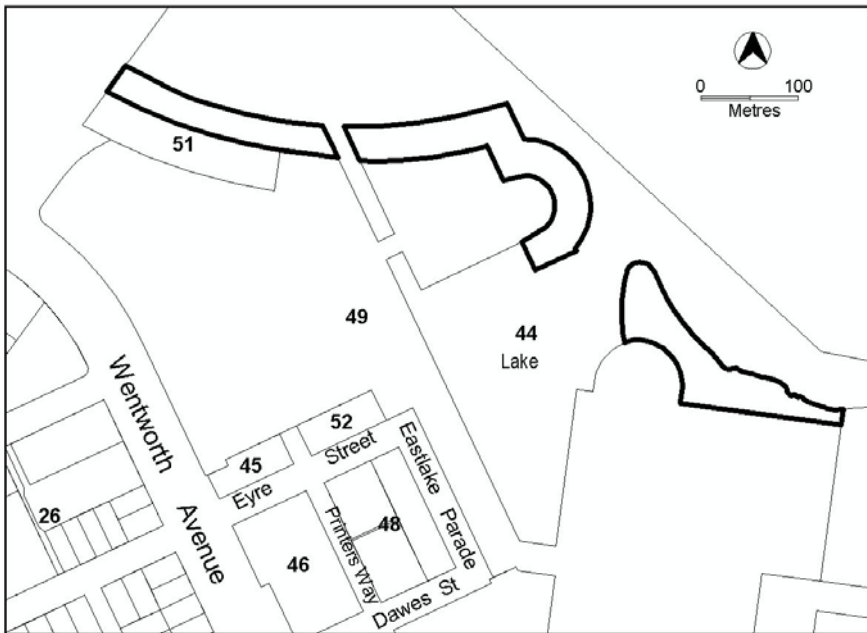 0 100
Metres
51
49
44
Lake
Wentworth
Avenue
52
45
Eyre Street
Eastlake
Parade
26
48
46
Printers Way
Dawes St